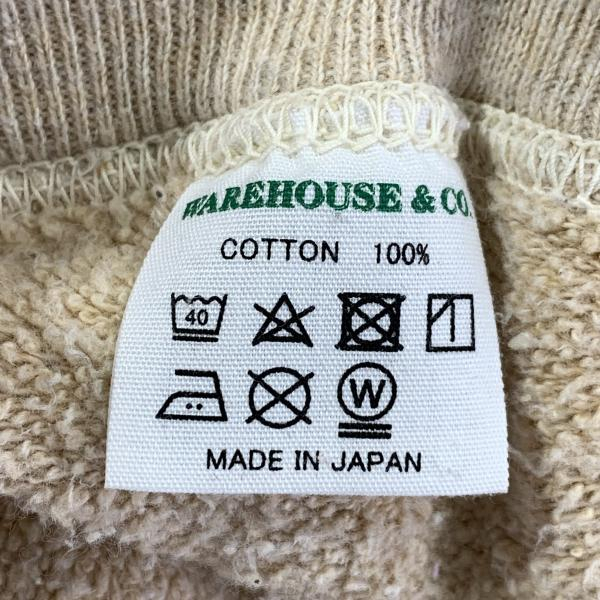 WAREHOUSE & CO.
COTTON 100%
40
W
MADE IN JAPAN